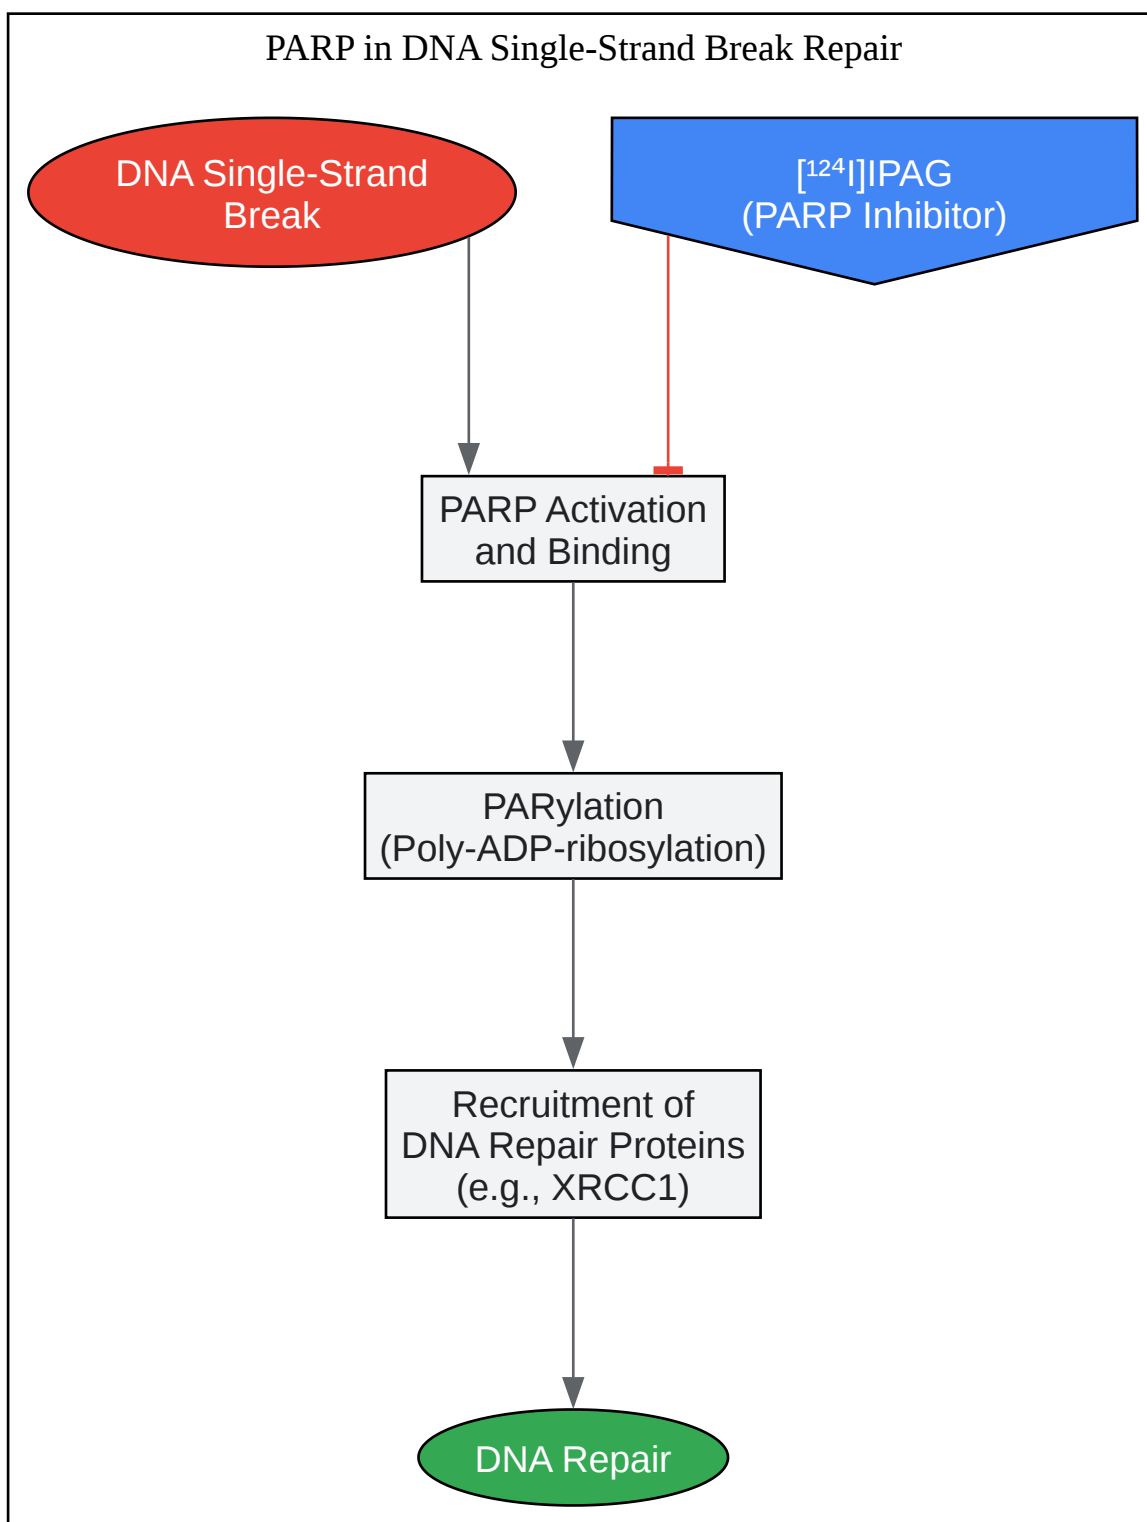 PARP in DNA Single-Strand Break Repair
DNA Single-Strand
Break
[¹²⁴I]IPAG
(PARP Inhibitor)
PARP Activation
and Binding
PARylation
(Poly-ADP-ribosylation)
Recruitment of
DNA Repair Proteins
(e.g., XRCC1)
DNA Repair